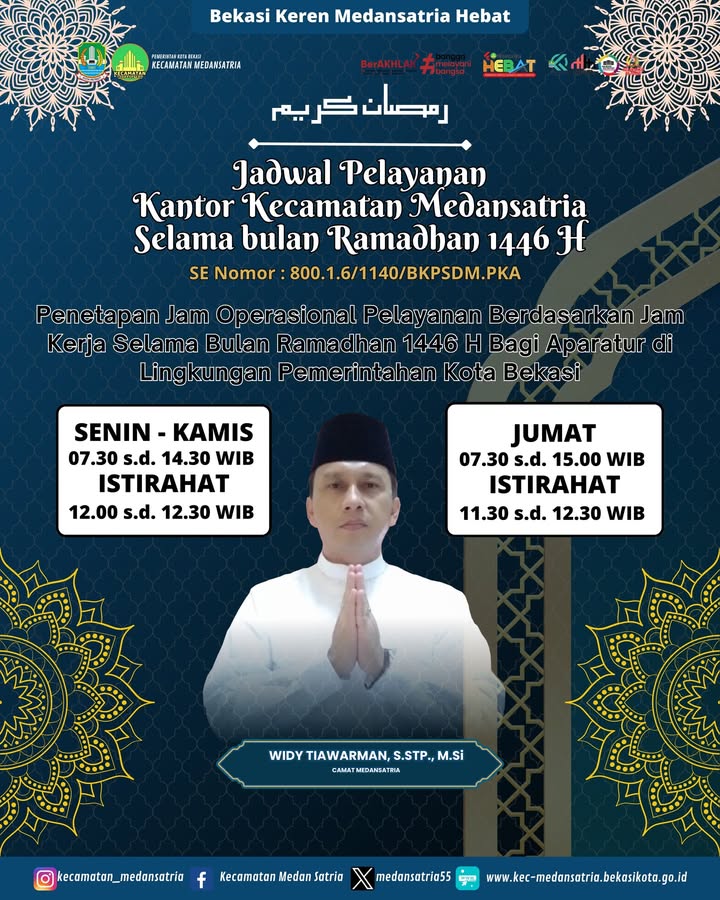 Bekasi Keren Medansatria Hebat
PEMERINTAH KOTA BEKASI
KECAMATAN MEDANSATRIA
KECAMATAN
BerAKHLAK
#bangga melayani bangsa
HEBAT
رمضان كريم
Jadwal Pelayanan
Kantor Kecamatan Medansatria
Selama bulan Ramadhan 1446 H
SE Nomor : 800.1.6/1140/BKPSDM.PKA
Penetapan Jam Operasional Pelayanan Berdasarkan Jam
Kerja Selama Bulan Ramadhan 1446 H Bagi Aparatur di
Lingkungan Pemerintahan Kota Bekasi
SENIN - KAMIS
07.30 s.d. 14.30 WIB
ISTIRAHAT
12.00 s.d. 12.30 WIB
JUMAT
07.30 s.d. 15.00 WIB
ISTIRAHAT
11.30 s.d. 12.30 WIB
WIDY TIAWARMAN, S.STP., M.Si
CAMAT MEDANSATRIA
kecamatan_medansatria
Kecamatan Medan Satria
medansatria55
www.kec-medansatria.bekasikota.go.id